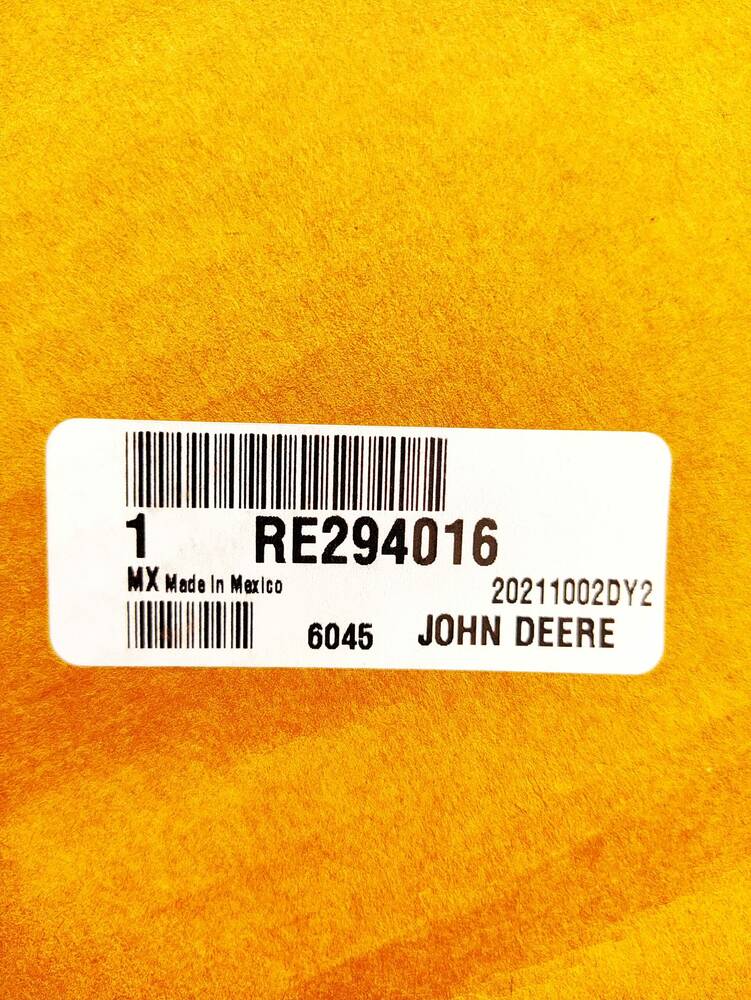 1 RE294016
MX Made In Mexico
20211002DY2
6045 JOHN DEERE